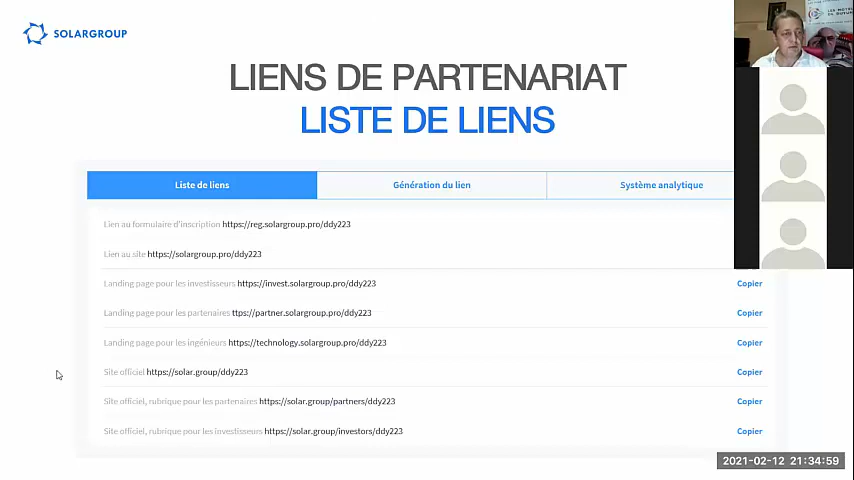 SOLARGROUP
LIENS DE PARTENARIAT
LISTE DE LIENS
Liste de liens
Génération du lien
Système analytique
Lien au formulaire d'inscription https://reg.solargroup.pro/ddy223
Lien au site https://solargroup.pro/ddy223
Landing page pour les investisseurs https://invest.solargroup.pro/ddy223 Copier
Landing page pour les partenaires ttps://partner.solargroup.pro/ddy223 Copier
Landing page pour les ingénieurs https://technology.solargroup.pro/ddy223 Copier
Site officiel https://solar.group/ddy223 Copier
Site officiel, rubrique pour les partenaires https://solar.group/partners/ddy223 Copier
Site officiel, rubrique pour les investisseurs https://solar.group/investors/ddy223 Copier
2021-02-12 21:34:59